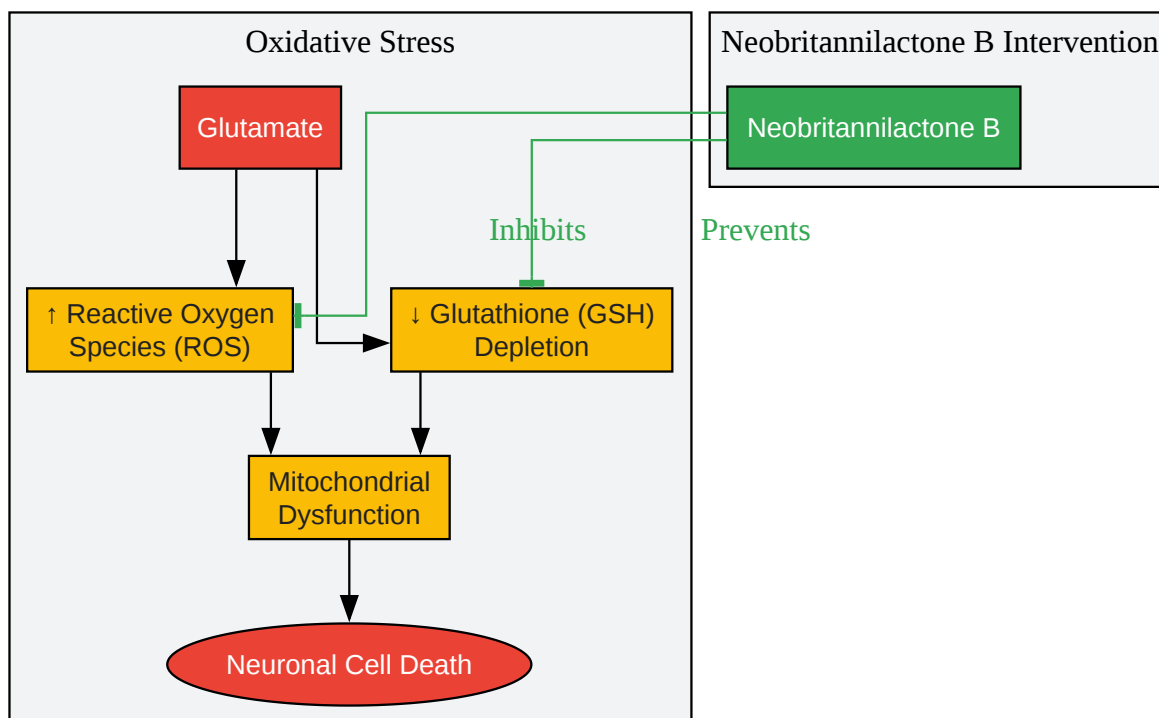 Oxidative Stress
Neobritannilactone B Intervention
Glutamate
Neobritannilactone B
Inhibits
Prevents
↑ Reactive Oxygen
Species (ROS)
↓ Glutathione (GSH)
Depletion
Mitochondrial
Dysfunction
Neuronal Cell Death